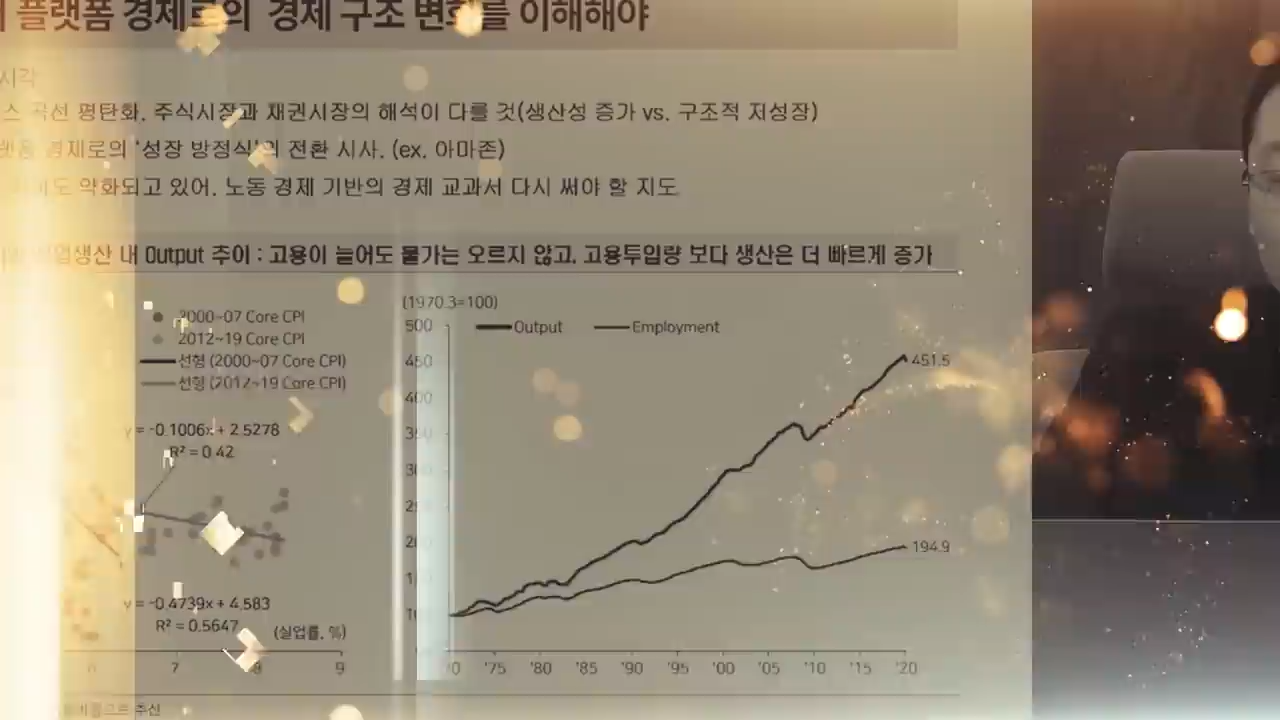 플랫폼 경제로의 경제 구조 변화를 이해해야
시각
스 곡선 평탄화, 주식시장과 채권시장의 해석이 다를 것(생산성 증가 vs. 구조적 저성장)
경제로의 '성장 방정식'의 전환 시사. (ex. 아마존)
악화되고 있어. 노동 경제 기반의 경제 교과서 다시 써야 할 지도
내 Output 추이 : 고용이 늘어도 물가는 오르지 않고, 고용투입량 보다 생산은 더 빠르게 증가
2000~07 Core CPI
2012~19 Core CPI
선형 (2000~07 Core CPI)
선형 (2012~19 Core CPI)
y = -0.1006x + 2.5278
R² = 0.42
y = -0.4739x + 4.583
R² = 0.5647
(실업률, %)
7 8 9
(1970.3=100)
Output Employment
500
450
400
350
300
451.5
194.9
'75 '80 '85 '90 '95 '00 '05 '10 '15 '20
추산